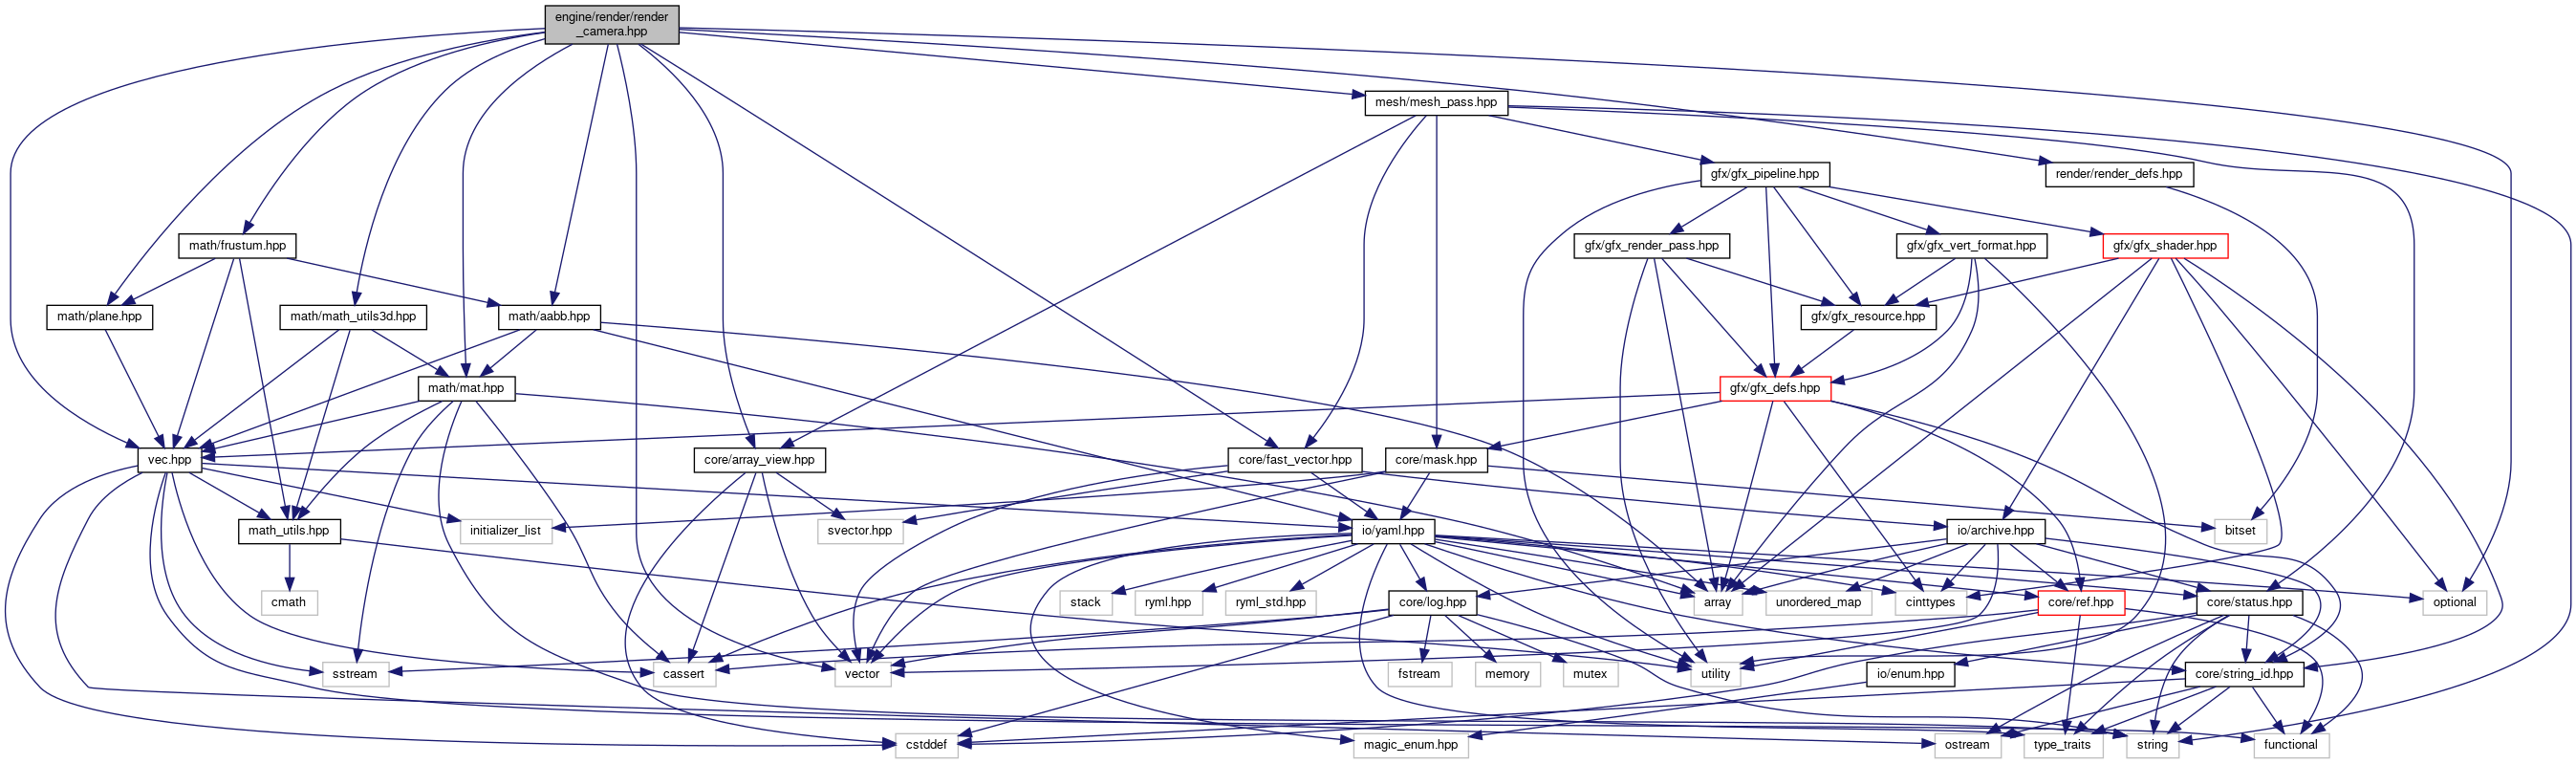 engine/render/render
_camera.hpp
mesh/mesh_pass.hpp
gfx/gfx_pipeline.hpp
render/render_defs.hpp
math/frustum.hpp
gfx/gfx_render_pass.hpp
gfx/gfx_vert_format.hpp
gfx/gfx_shader.hpp
math/plane.hpp
math/math_utils3d.hpp
math/aabb.hpp
gfx/gfx_resource.hpp
math/mat.hpp
gfx/gfx_defs.hpp
vec.hpp
core/array_view.hpp
core/fast_vector.hpp
core/mask.hpp
math_utils.hpp
initializer_list
svector.hpp
io/yaml.hpp
io/archive.hpp
bitset
cmath
stack
ryml.hpp
ryml_std.hpp
core/log.hpp
array
unordered_map
cinttypes
core/ref.hpp
core/status.hpp
optional
sstream
cassert
vector
fstream
memory
mutex
utility
io/enum.hpp
core/string_id.hpp
cstddef
magic_enum.hpp
ostream
type_traits
string
functional